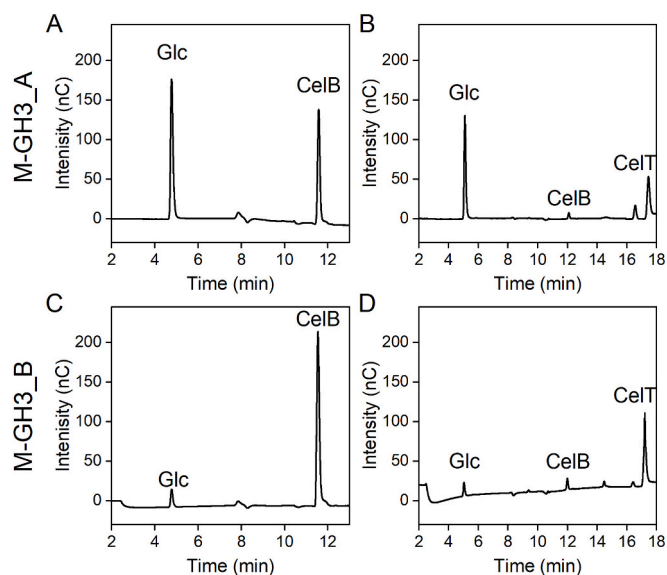 A
B
M-GH3_A
Intenisity (nC)
200
150
100
50
0
Glc
CelB
2 4 6 8 10 12
Time (min)
Intenisity (nC)
200
150
100
50
0
Glc
CelB
CelT
2 4 6 8 10 12 14 16 18
Time (min)
C
D
M-GH3_B
Intenisity (nC)
200
150
100
50
0
Glc
CelB
2 4 6 8 10 12
Time (min)
Intenisity (nC)
200
150
100
50
0
Glc
CelB
CelT
2 4 6 8 10 12 14 16 18
Time (min)